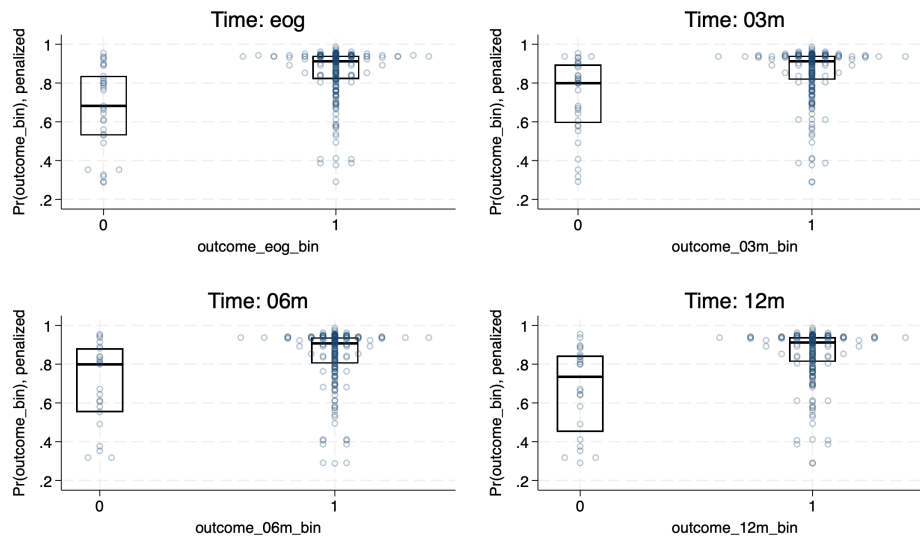 Time: eog
Pr(outcome_bin), penalized
1
.8
.6
.4
.2
0 1
outcome_eog_bin
Time: 03m
Pr(outcome_bin), penalized
1
.8
.6
.4
.2
0 1
outcome_03m_bin
Time: 06m
Pr(outcome_bin), penalized
1
.8
.6
.4
.2
0 1
outcome_06m_bin
Time: 12m
Pr(outcome_bin), penalized
1
.8
.6
.4
.2
0 1
outcome_12m_bin